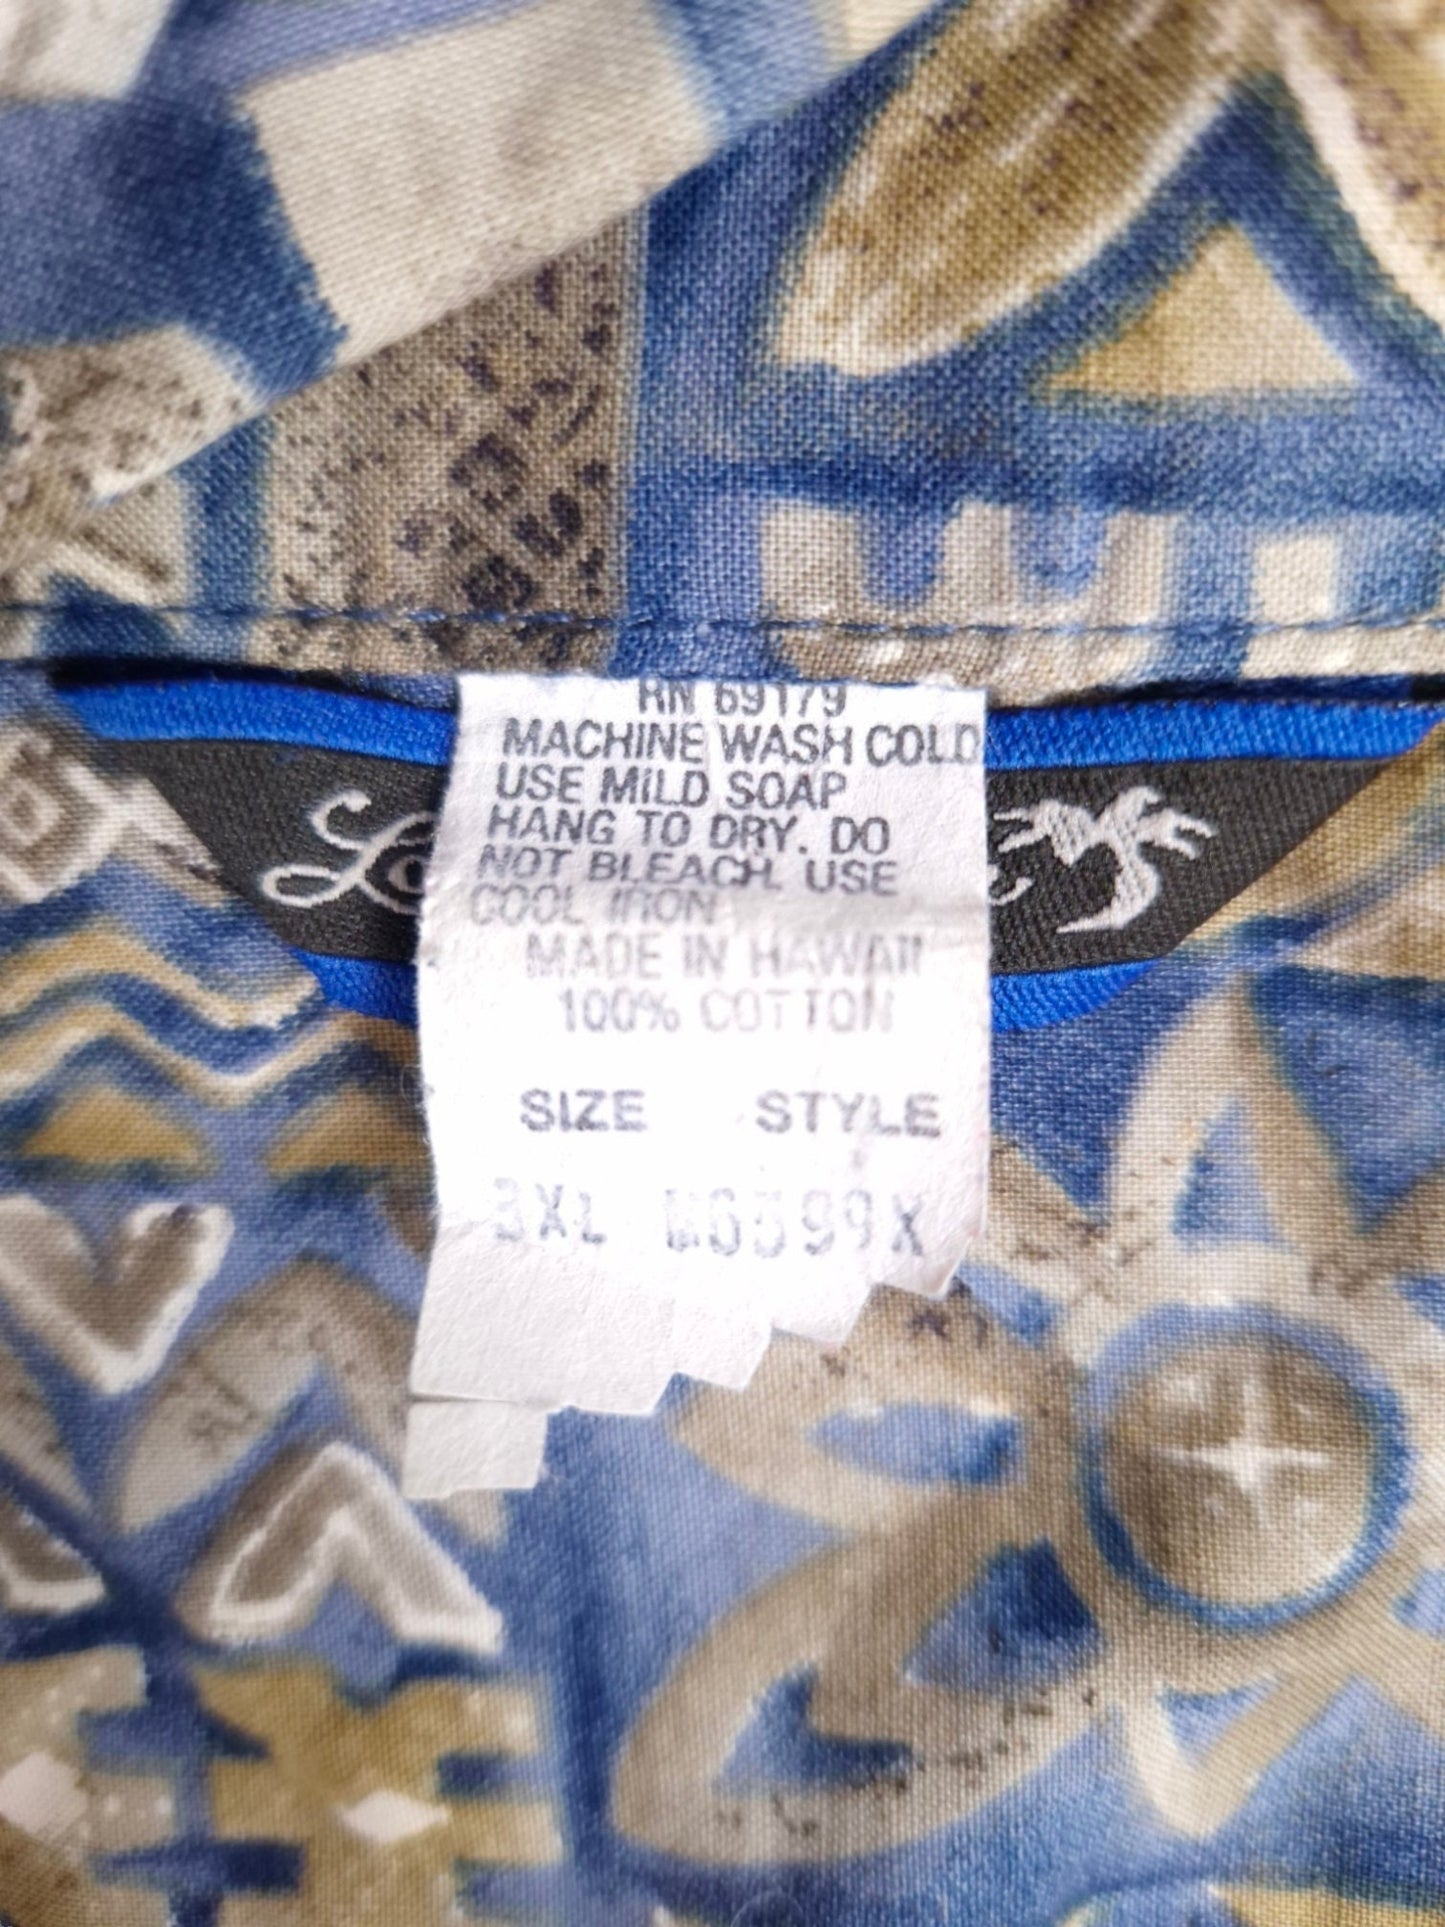 RN 69179
MACHINE WASH COLD
USE MILD SOAP
HANG TO DRY. DO
NOT BLEACH. USE
COOL IRON
MADE IN HAWAII
100% COTTON
SIZE STYLE
3XL M6599X